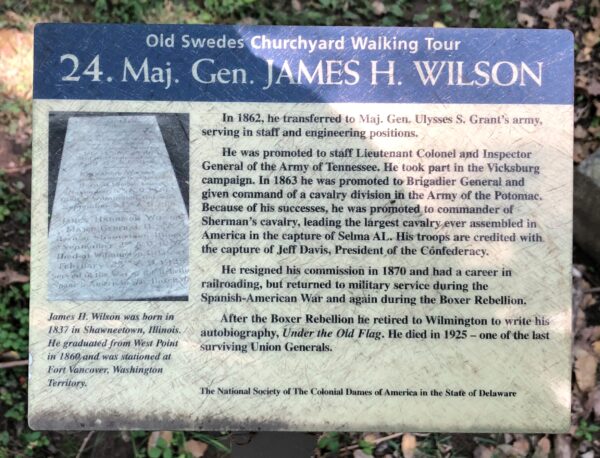 Old Swedes Churchyard Walking Tour
24. Maj. Gen. JAMES H. WILSON
In 1862, he transferred to Maj. Gen. Ulysses S. Grant's army,
serving in staff and engineering positions.
He was promoted to staff Lieutenant Colonel and Inspector
General of the Army of Tennessee. He took part in the Vicksburg
campaign. In 1863 he was promoted to Brigadier General and
given command of a cavalry division in the Army of the Potomac.
Because of his successes, he was promoted to commander of
Sherman's cavalry, leading the largest cavalry ever assembled in
America in the capture of Selma AL. His troops are credited with
the capture of Jeff Davis, President of the Confederacy.
He resigned his commission in 1870 and had a career in
railroading, but returned to military service during the
Spanish-American War and again during the Boxer Rebellion.
After the Boxer Rebellion he retired to Wilmington to write his
autobiography, Under the Old Flag. He died in 1925 – one of the last
surviving Union Generals.
James H. Wilson was born in
1837 in Shawneetown, Illinois.
He graduated from West Point
in 1860 and was stationed at
Fort Vancover, Washington
Territory.
The National Society of The Colonial Dames of America in the State of Delaware